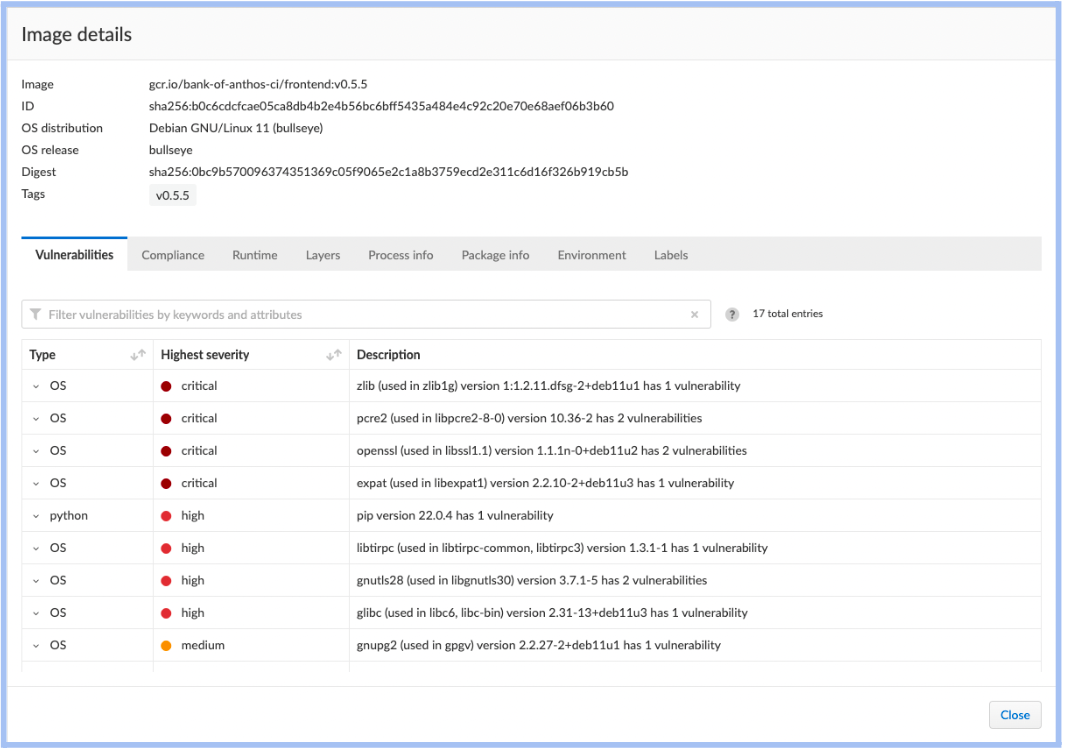 Image details
Image gcr.io/bank-of-anthos-ci/frontend:v0.5.5
ID sha256:b0c6cdcfcae05ca8db4b2e4b56bc6bff5435a484e4c92c20e70e68aef06b3b60
OS distribution Debian GNU/Linux 11 (bullseye)
OS release bullseye
Digest sha256:0bc9b570096374351369c05f9065e2c1a8b3759ecd2e311c6d16f326b919cb5b
Tags v0.5.5
Vulnerabilities Compliance Runtime Layers Process info Package info Environment Labels
Filter vulnerabilities by keywords and attributes × ? 17 total entries
Type Highest severity Description
OS critical zlib (used in zlib1g) version 1:1.2.11.dfsg-2+deb11u1 has 1 vulnerability
OS critical pcre2 (used in libpcre2-8-0) version 10.36-2 has 2 vulnerabilities
OS critical openssl (used in libssl1.1) version 1.1.1n-0+deb11u2 has 2 vulnerabilities
OS critical expat (used in libexpat1) version 2.2.10-2+deb11u3 has 1 vulnerability
python high pip version 22.0.4 has 1 vulnerability
OS high libtirpc (used in libtirpc-common, libtirpc3) version 1.3.1-1 has 1 vulnerability
OS high gnutls28 (used in libgnutls30) version 3.7.1-5 has 2 vulnerabilities
OS high glibc (used in libc6, libc-bin) version 2.31-13+deb11u3 has 1 vulnerability
OS medium gnupg2 (used in gpgv) version 2.2.27-2+deb11u1 has 1 vulnerability
Close